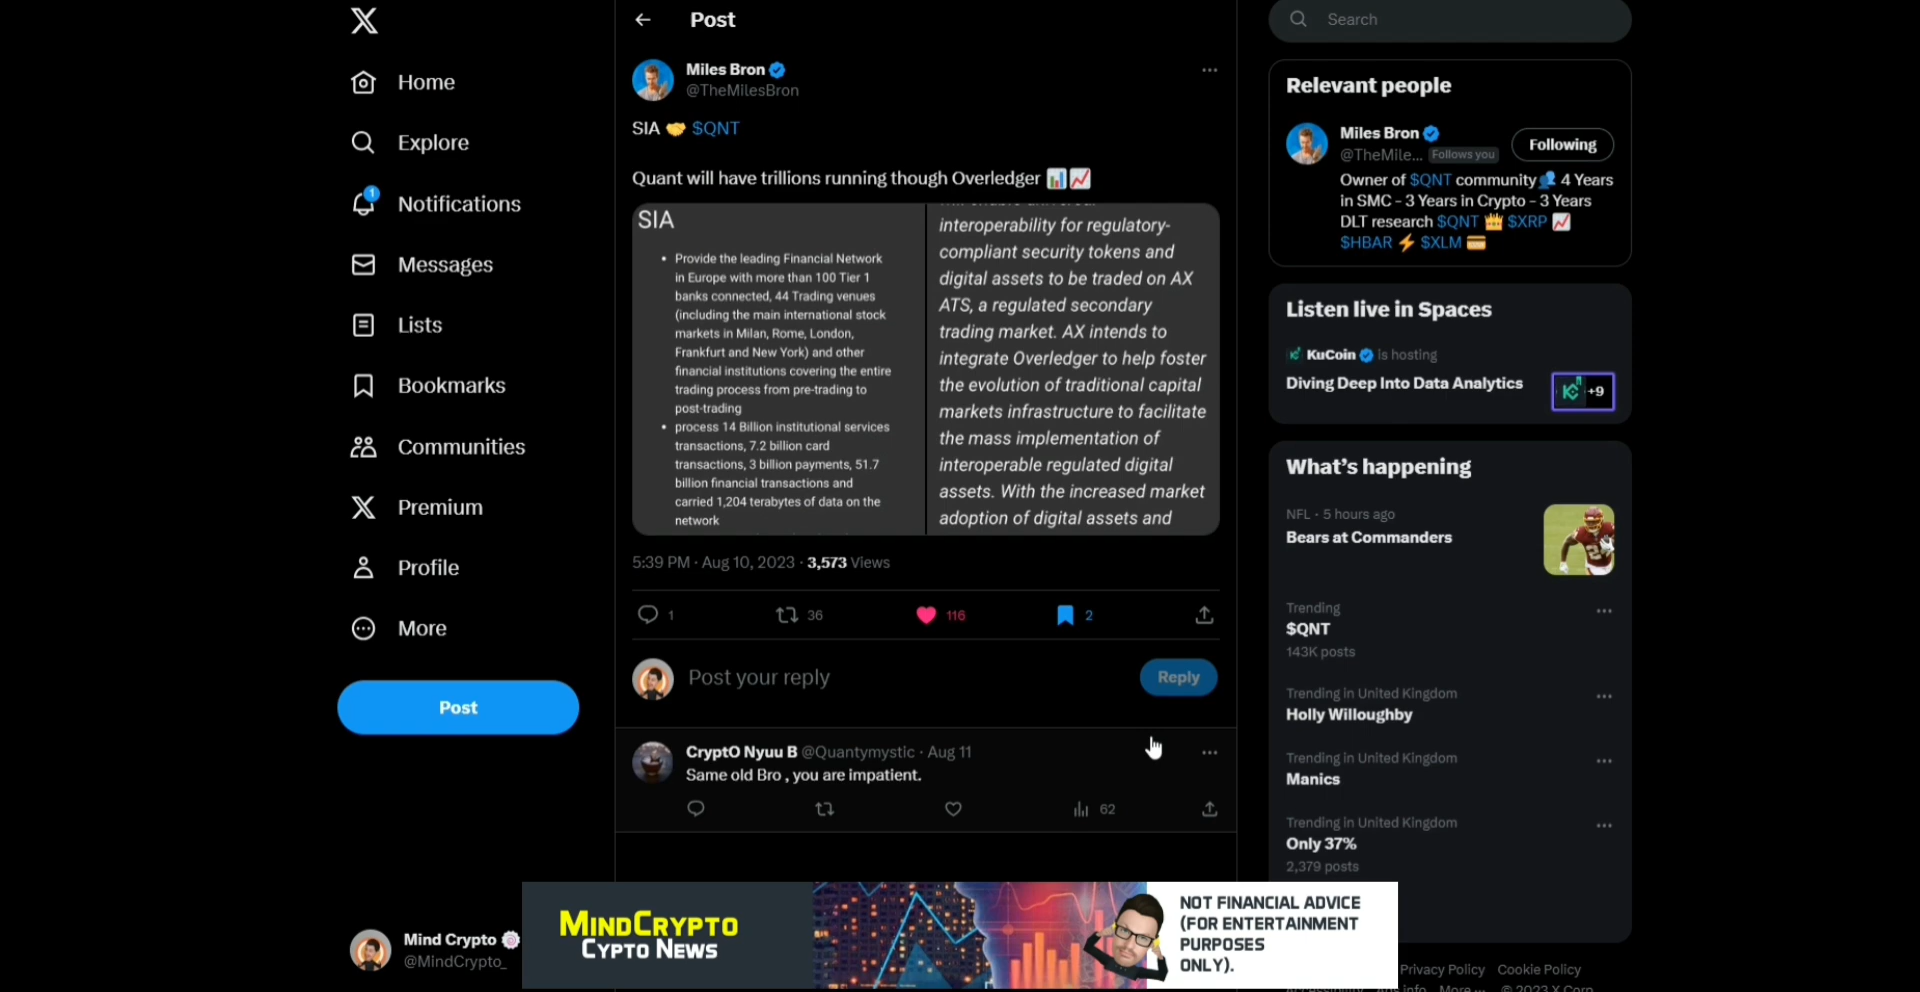 Home
Explore
1
Notifications
Messages
Lists
Bookmarks
Communities
Premium
Profile
More
Post
Mind Crypto
@MindCrypto_
Post
Miles Bron
@TheMilesBron
SIA 🤝 $QNT
Quant will have trillions running though Overledger 📊📈
SIA
• Provide the leading Financial Network
in Europe with more than 100 Tier 1
banks connected, 44 Trading venues
(including the main international stock
markets in Milan, Rome, London,
Frankfurt and New York) and other
financial institutions covering the entire
trading process from pre-trading to
post-trading
• process 14 Billion institutional services
transactions, 7.2 billion card
transactions, 3 billion payments, 51.7
billion financial transactions and
carried 1,204 terabytes of data on the
network
interoperability for regulatory-
compliant security tokens and
digital assets to be traded on AX
ATS, a regulated secondary
trading market. AX intends to
integrate Overledger to help foster
the evolution of traditional capital
markets infrastructure to facilitate
the mass implementation of
interoperable regulated digital
assets. With the increased market
adoption of digital assets and
5:39 PM · Aug 10, 2023 · 3,573 Views
1 36 116 2
Post your reply
Reply
CryptO Nyuu B @Quantymystic · Aug 11
Same old Bro , you are impatient.
62
Search
Relevant people
Miles Bron
@TheMile... Follows you
Following
Owner of $QNT community👥 4 Years
in SMC - 3 Years in Crypto - 3 Years
DLT research $QNT 👑 $XRP 📈
$HBAR ⚡ $XLM 💳
Listen live in Spaces
KuCoin is hosting
Diving Deep Into Data Analytics
+9
What's happening
NFL · 5 hours ago
Bears at Commanders
Trending
$QNT
143K posts
Trending in United Kingdom
Holly Willoughby
Trending in United Kingdom
Manics
Trending in United Kingdom
Only 37%
2,379 posts
MINDCRYPTO
CYPTO NEWS
NOT FINANCIAL ADVICE
(FOR ENTERTAINMENT
PURPOSES
ONLY).
Privacy Policy Cookie Policy
Ads info More ... © 2023 X Corp